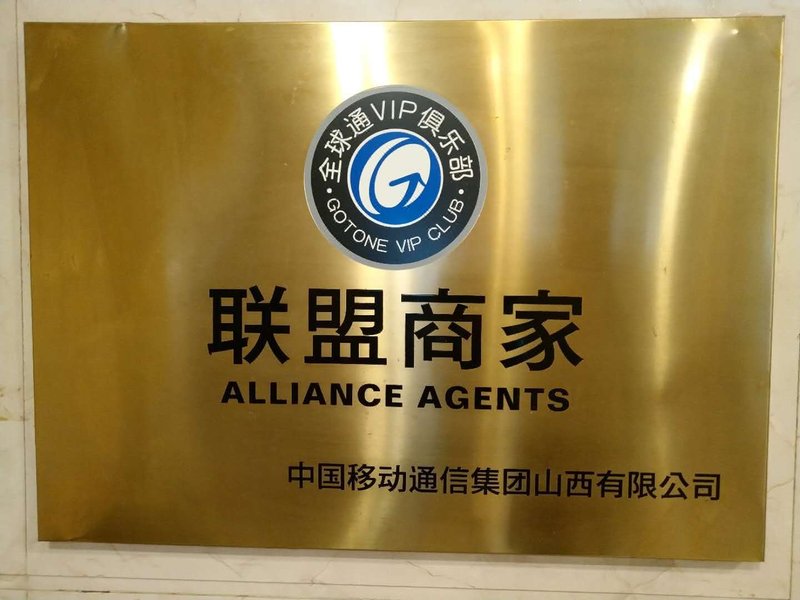 全球通VIP俱乐部
·GOTONE VIP CLUB·
联盟商家
ALLIANCE AGENTS
中国移动通信集团山西有限公司